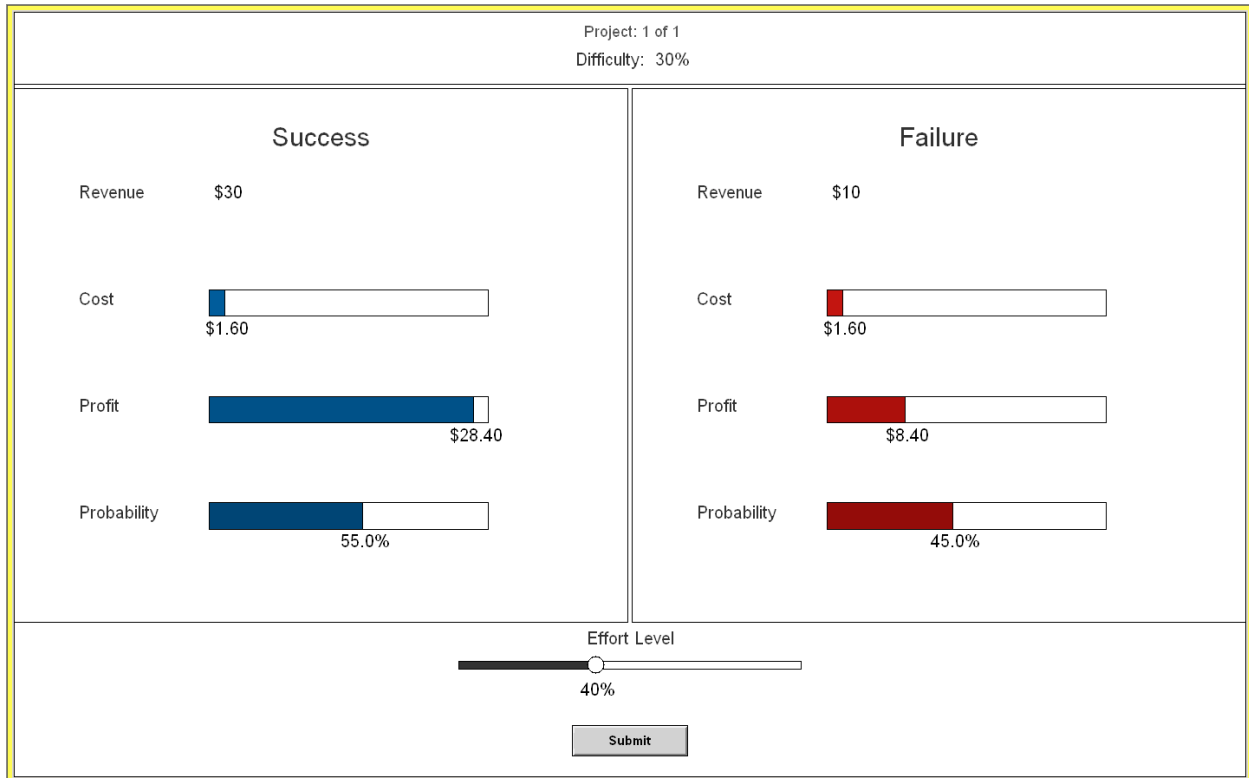 Project: 1 of 1
Difficulty: 30%
Success
Revenue $30
Cost
$1.60
Profit
$28.40
Probability
55.0%
Failure
Revenue $10
Cost
$1.60
Profit
$8.40
Probability
45.0%
Effort Level
40%
Submit